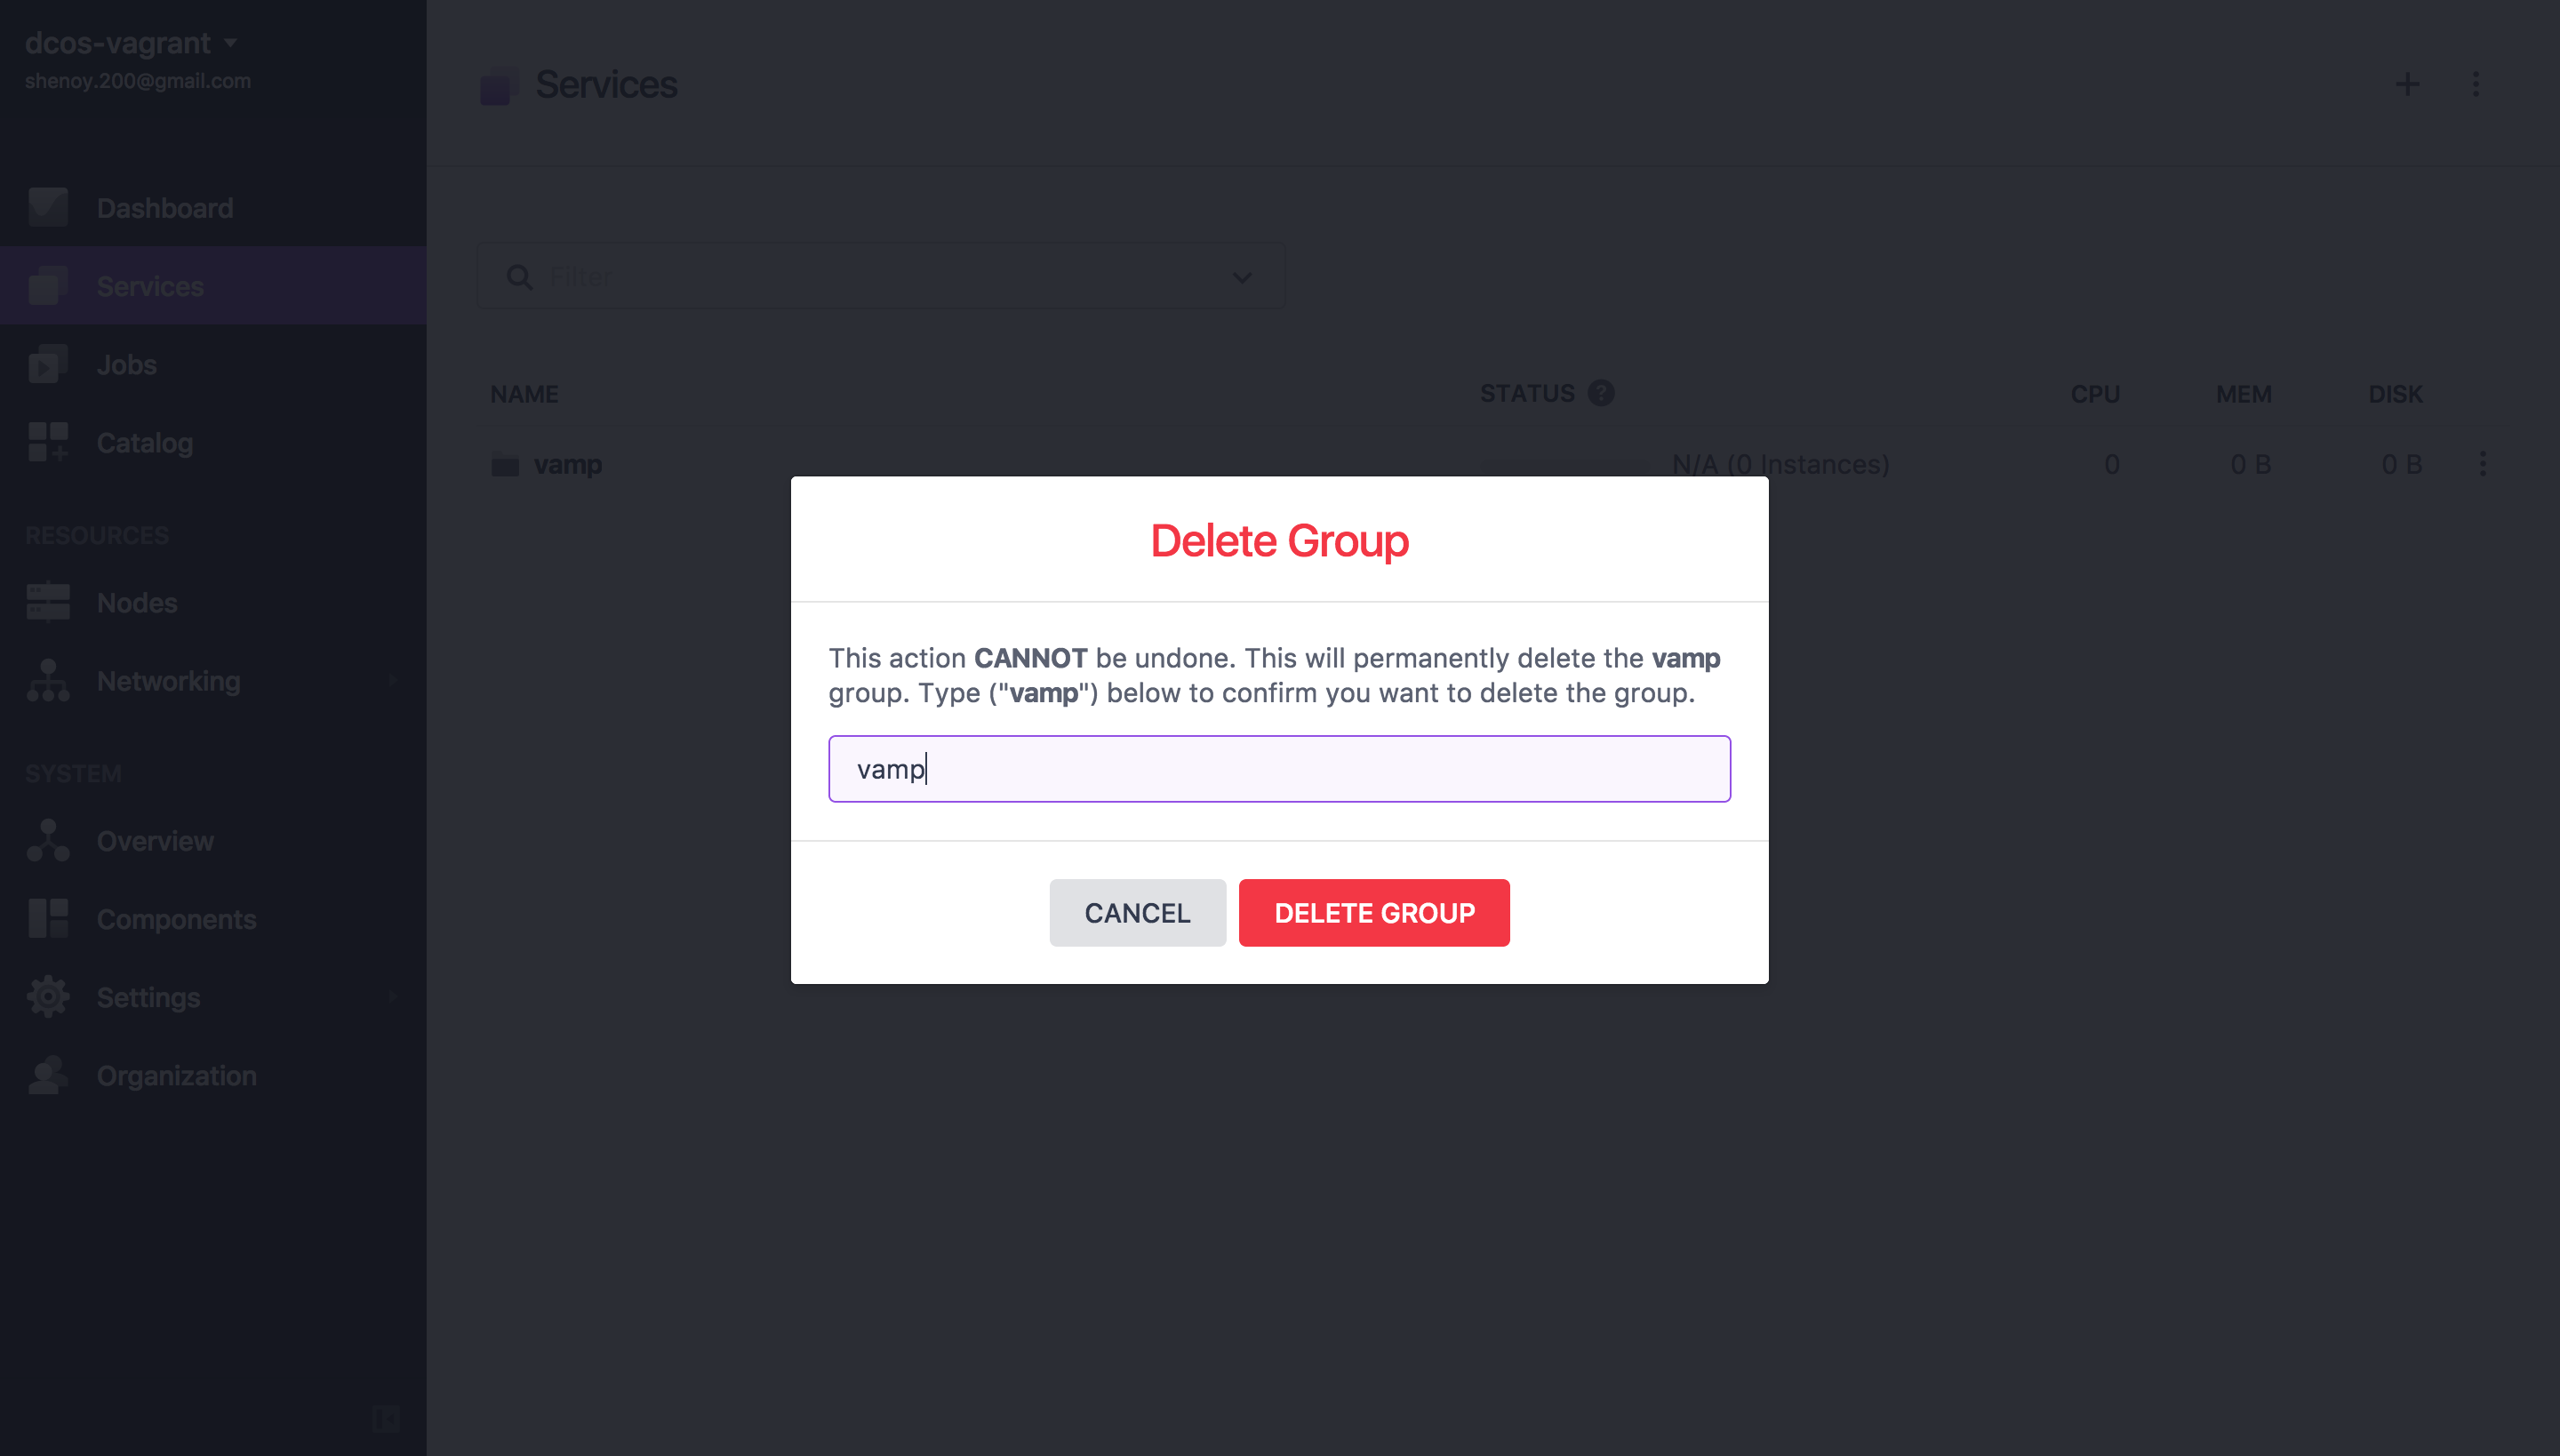 dcos-vagrant
shenoy.200@gmail.com
Dashboard
Services
Jobs
Catalog
RESOURCES
Nodes
Networking
SYSTEM
Overview
Components
Settings
Organization
Services
Filter
NAME STATUS ? CPU MEM DISK
vamp N/A (0 Instances) 0 0 B 0 B
Delete Group
This action CANNOT be undone. This will permanently delete the vamp
group. Type ("vamp") below to confirm you want to delete the group.
vamp
CANCEL DELETE GROUP